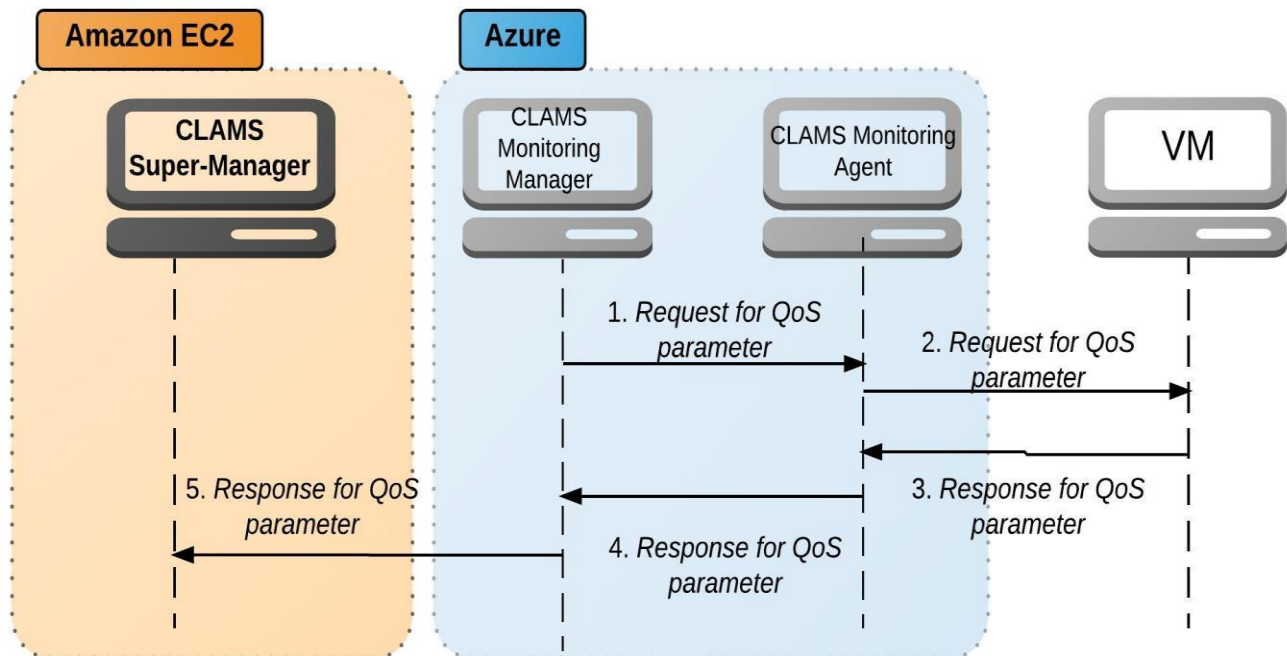 Amazon EC2
Azure
CLAMS
Super-Manager
CLAMS
Monitoring
Manager
CLAMS Monitoring
Agent
VM
1. Request for QoS
parameter
2. Request for QoS
parameter
3. Response for QoS
parameter
4. Response for QoS
parameter
5. Response for QoS
parameter